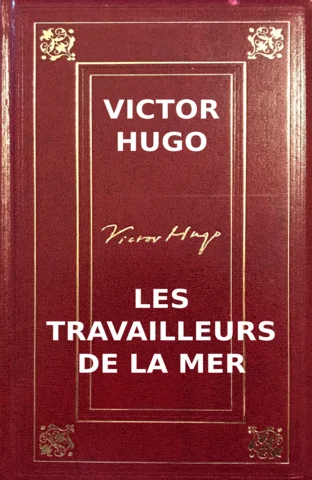 VICTOR
HUGO
Victor Hugo
LES
TRAVAILLEURS
DE LA MER